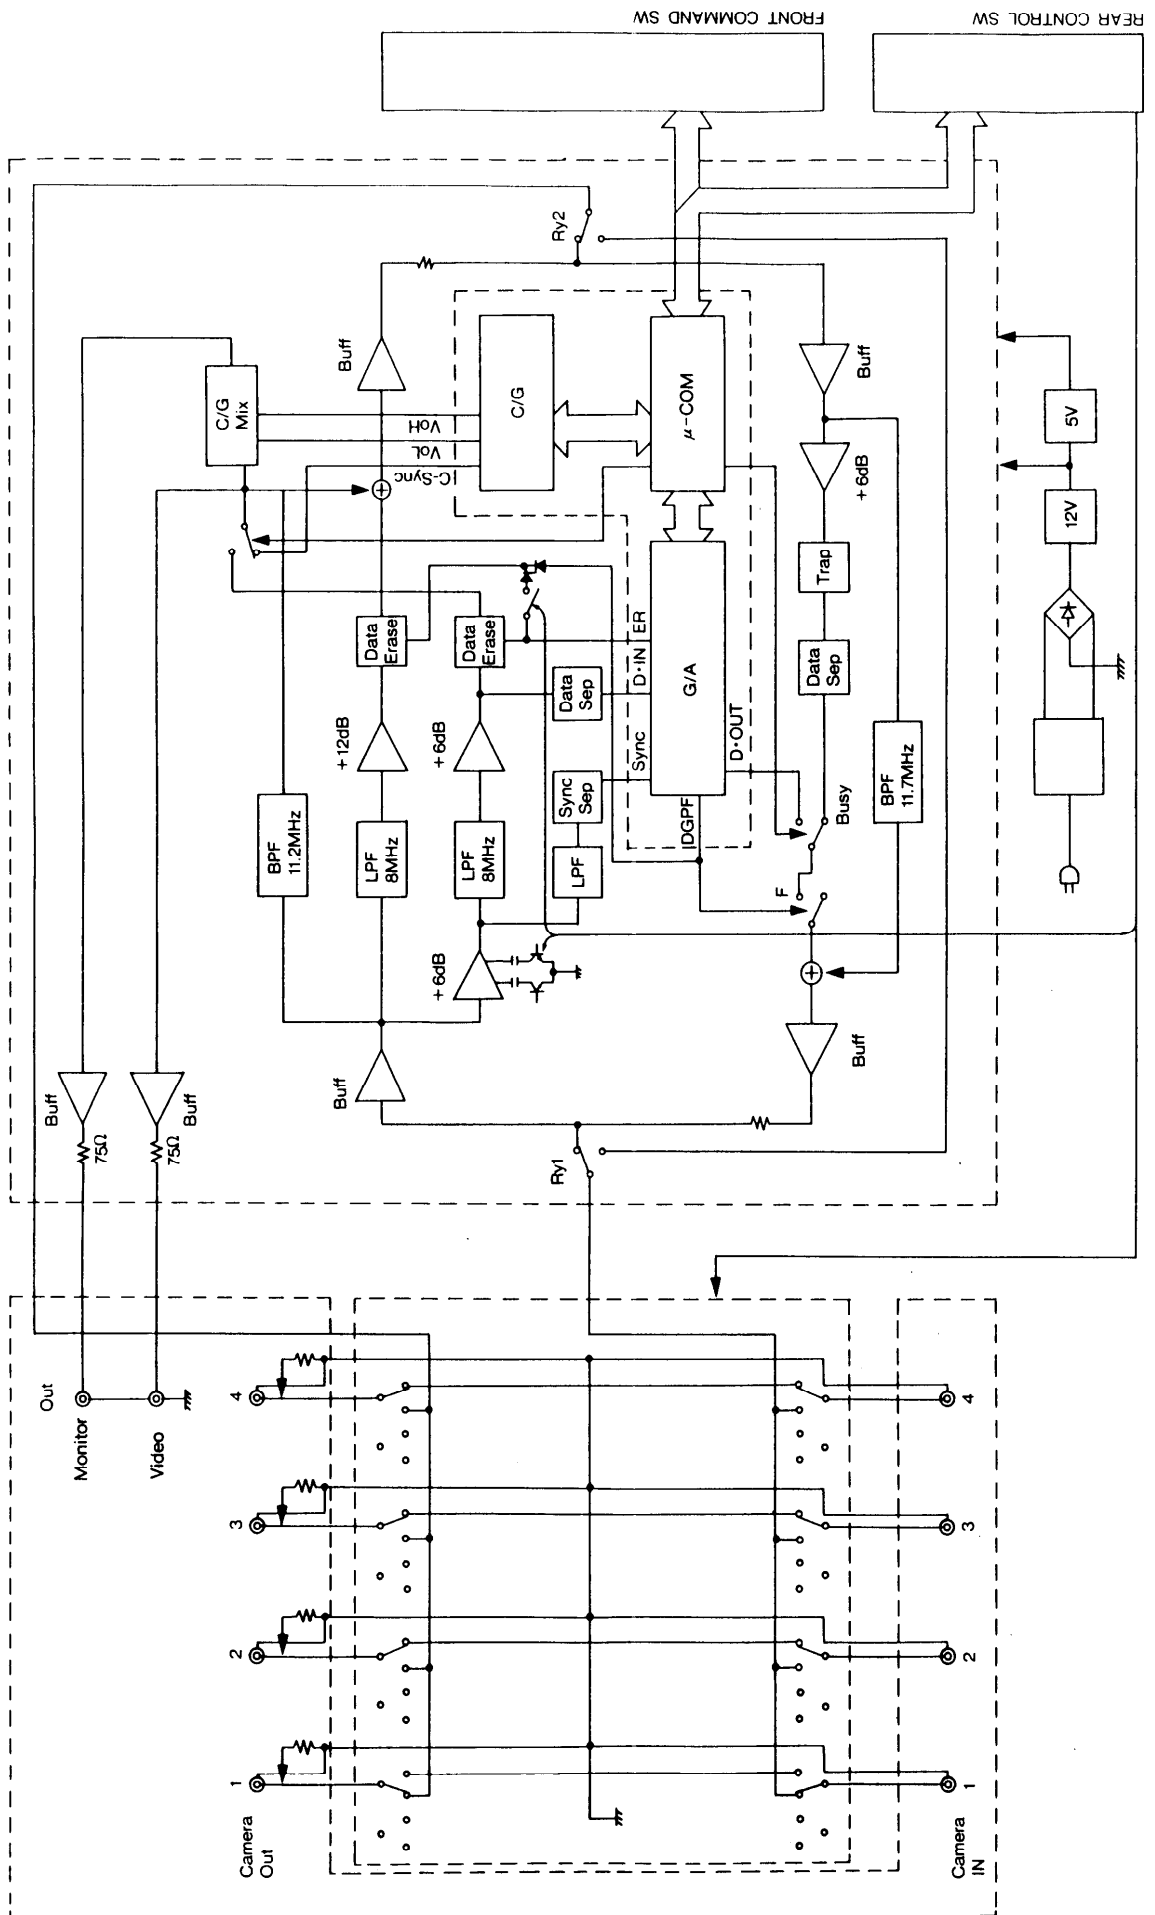 FRONT COMMAND SW
REAR CONTROL SW
Ry2
Buff
C/G
Mix
VoH
VoL
C-Sync
C/G
μ-COM
Buff
+6dB
5V
12V
Trap
Data
Erase
Data
Erase
ER
D•IN
Data
Sep
G/A
Data
Sep
+12dB
+6dB
Sync
Sync
Sep
D•OUT
Busy
BPF
11.7MHz
BPF
11.2MHz
LPF
8MHz
LPF
8MHz
LPF
DGPF
F
+6dB
Buff
Buff
Buff
Buff
75Ω
75Ω
Ry1
Out
Monitor
Video
4
3
2
1
Camera
Out
4
3
2
1
Camera
IN